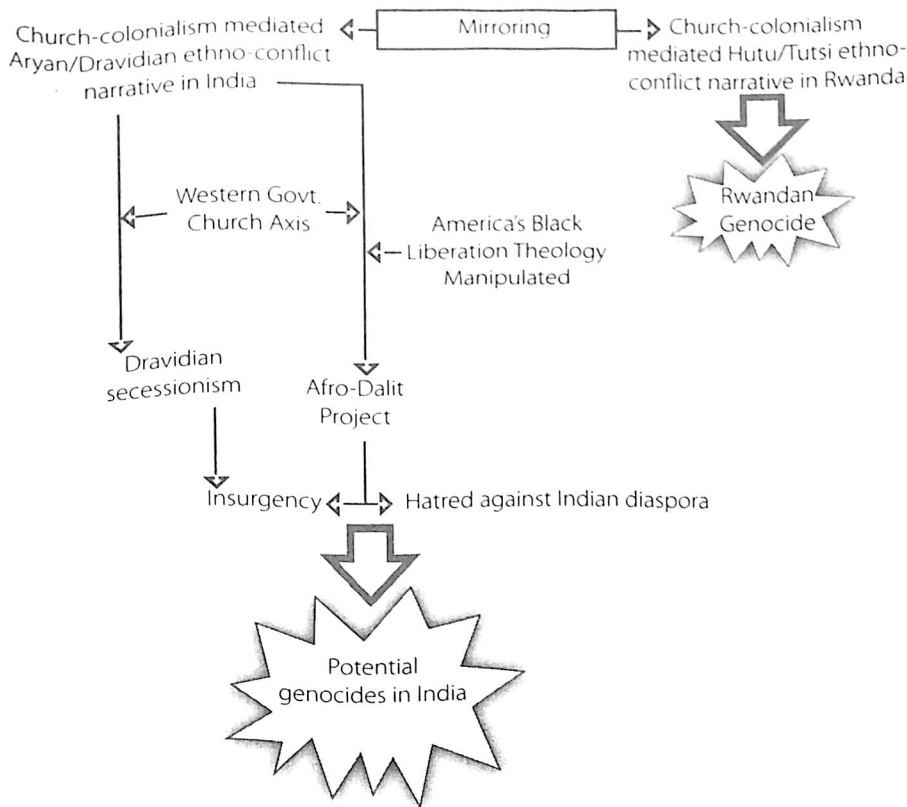 Church-colonialism mediated
Aryan/Dravidian ethno-conflict
narrative in India
Mirroring
Church-colonialism
mediated Hutu/Tutsi ethno-
conflict narrative in Rwanda
Rwandan
Genocide
Western Govt.
Church Axis
America's Black
Liberation Theology
Manipulated
Dravidian
secessionism
Afro-Dalit
Project
Insurgency
Hatred against Indian diaspora
Potential
genocides in India